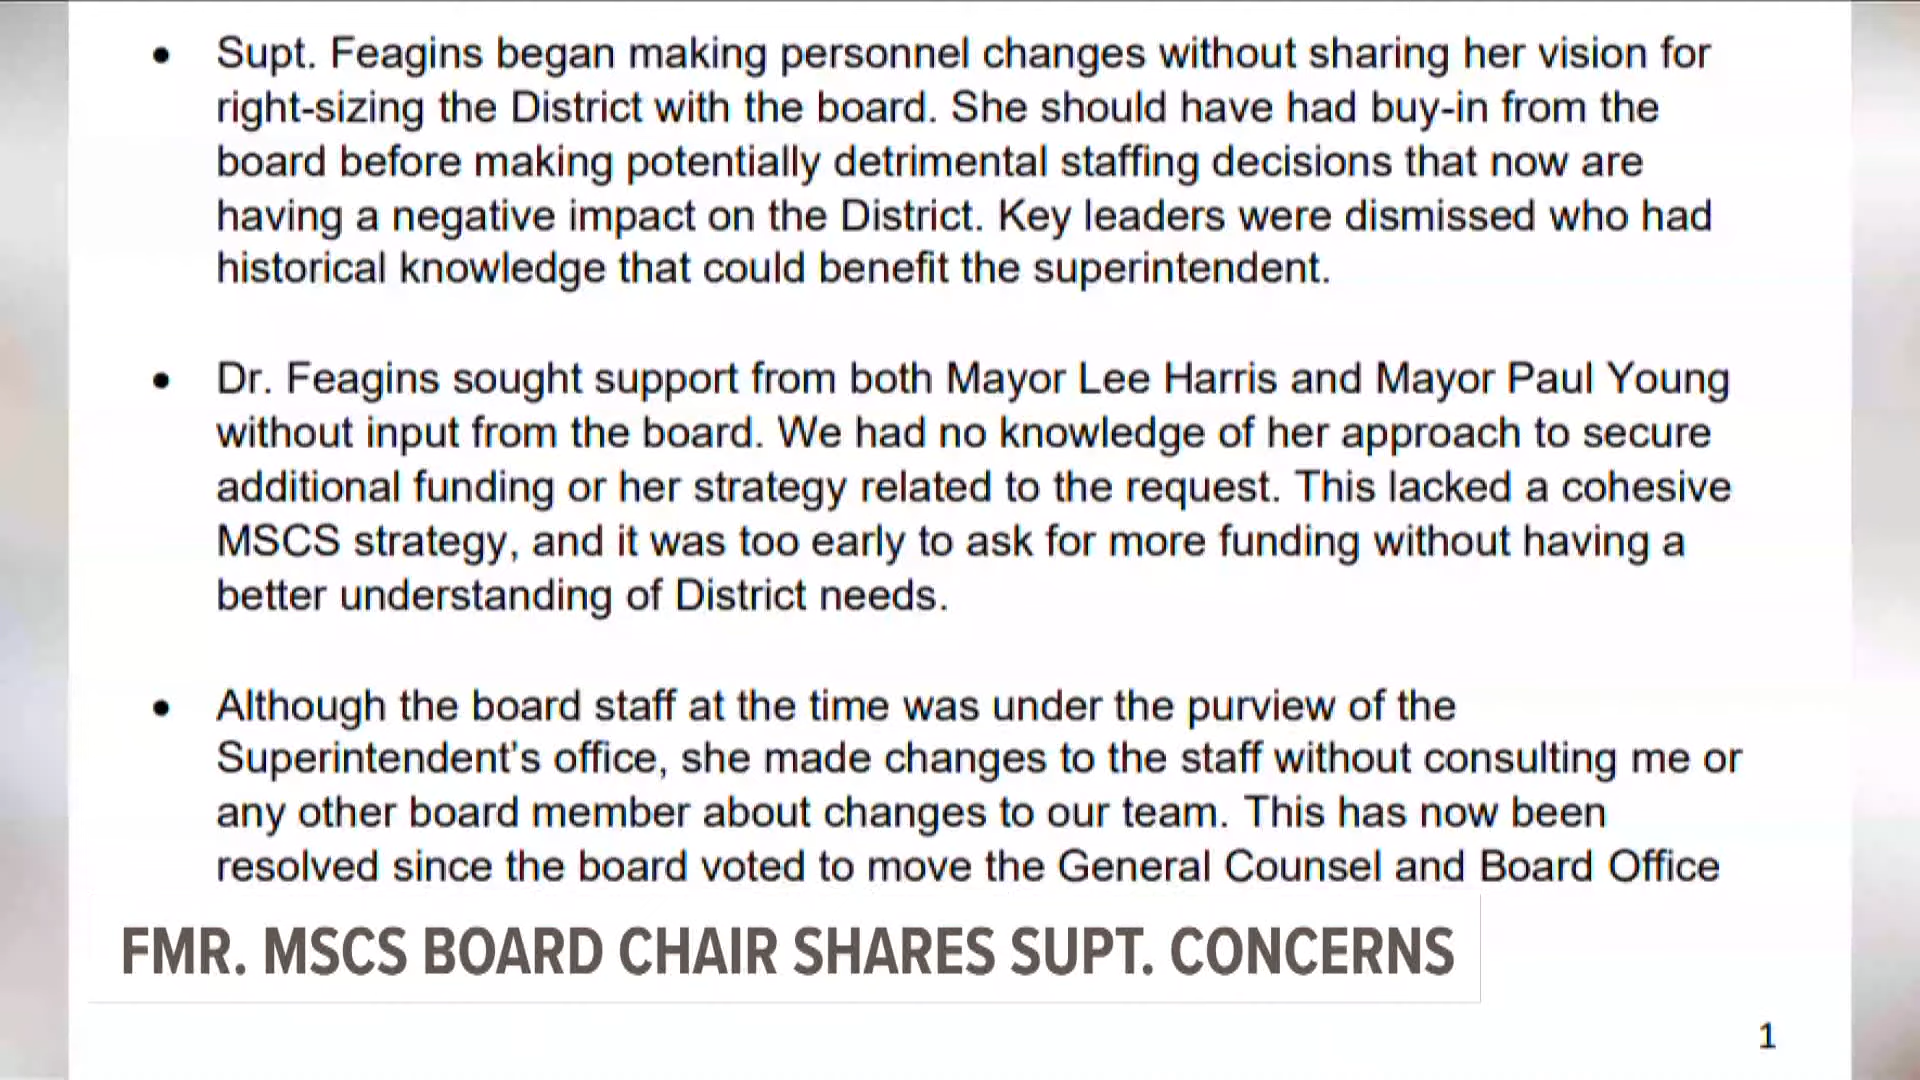 • Supt. Feagins began making personnel changes without sharing her vision for
right-sizing the District with the board. She should have had buy-in from the
board before making potentially detrimental staffing decisions that now are
having a negative impact on the District. Key leaders were dismissed who had
historical knowledge that could benefit the superintendent.
• Dr. Feagins sought support from both Mayor Lee Harris and Mayor Paul Young
without input from the board. We had no knowledge of her approach to secure
additional funding or her strategy related to the request. This lacked a cohesive
MSCS strategy, and it was too early to ask for more funding without having a
better understanding of District needs.
• Although the board staff at the time was under the purview of the
Superintendent's office, she made changes to the staff without consulting me or
any other board member about changes to our team. This has now been
resolved since the board voted to move the General Counsel and Board Office
FMR. MSCS BOARD CHAIR SHARES SUPT. CONCERNS
1